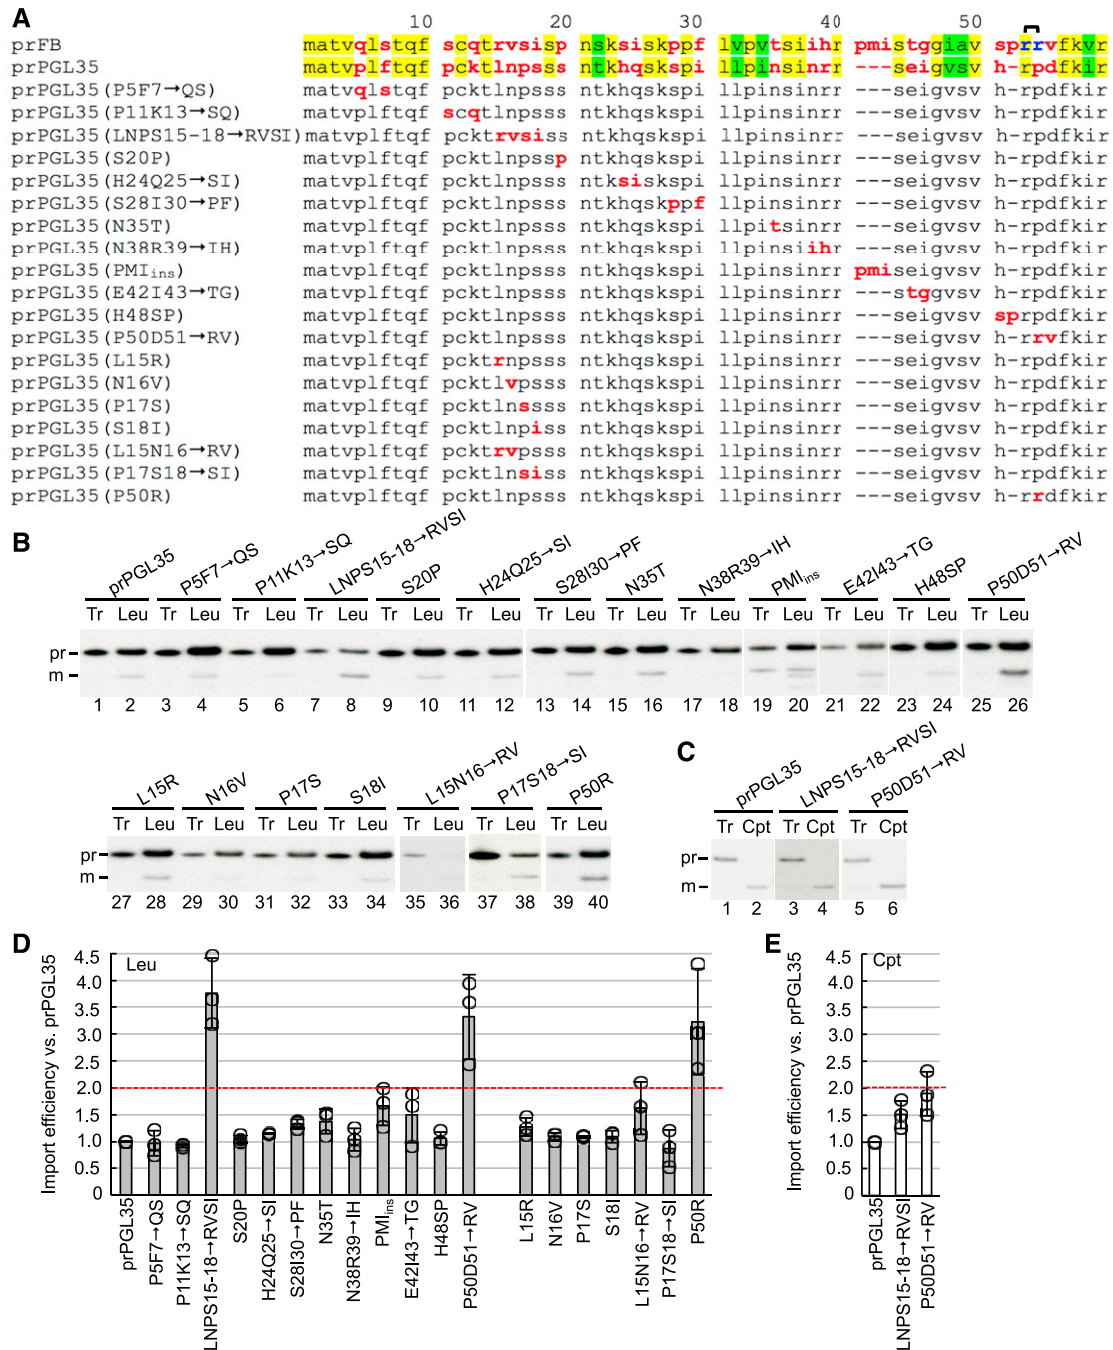 A
10 20 30 40 50
prFB matvqlstqf scqtrvsisp nsksiskppf lvpvtsiihr pmistggiav sprrvfkvr
prPGL35 matvplftqf pcktlnpsss ntkhqskspi llpinsinrr ---seigvsv h-rpdfkir
prPGL35(P5F7→QS) matvqlstqf pcktlnpsss ntkhqskspi llpinsinrr ---seigvsv h-rpdfkir
prPGL35(P11K13→SQ) matvplftqf scqtlnpsss ntkhqskspi llpinsinrr ---seigvsv h-rpdfkir
prPGL35(LNPS15-18→RVSI) matvplftqf pcktrvsiss ntkhqskspi llpinsinrr ---seigvsv h-rpdfkir
prPGL35(S20P) matvplftqf pcktlnpssp ntkhqskspi llpinsinrr ---seigvsv h-rpdfkir
prPGL35(H24Q25→SI) matvplftqf pcktlnpsss ntksiskspi llpinsinrr ---seigvsv h-rpdfkir
prPGL35(S28I30→PF) matvplftqf pcktlnpsss ntkhqskppf llpinsinrr ---seigvsv h-rpdfkir
prPGL35(N35T) matvplftqf pcktlnpsss ntkhqskspi llpitsinrr ---seigvsv h-rpdfkir
prPGL35(N38R39→IH) matvplftqf pcktlnpsss ntkhqskspi llpinsiihr ---seigvsv h-rpdfkir
prPGL35(PMIins) matvplftqf pcktlnpsss ntkhqskspi llpinsinrr pmiseigvsv h-rpdfkir
prPGL35(E42I43→TG) matvplftqf pcktlnpsss ntkhqskspi llpinsinrr ---stggvsv h-rpdfkir
prPGL35(H48SP) matvplftqf pcktlnpsss ntkhqskspi llpinsinrr ---seigvsv sprpdfkir
prPGL35(P50D51→RV) matvplftqf pcktlnpsss ntkhqskspi llpinsinrr ---seigvsv h-rrvfkir
prPGL35(L15R) matvplftqf pcktrnpsss ntkhqskspi llpinsinrr ---seigvsv h-rpdfkir
prPGL35(N16V) matvplftqf pcktlvpsss ntkhqskspi llpinsinrr ---seigvsv h-rpdfkir
prPGL35(P17S) matvplftqf pcktlnssss ntkhqskspi llpinsinrr ---seigvsv h-rpdfkir
prPGL35(S18I) matvplftqf pcktlnpiss ntkhqskspi llpinsinrr ---seigvsv h-rpdfkir
prPGL35(L15N16→RV) matvplftqf pcktrvpsss ntkhqskspi llpinsinrr ---seigvsv h-rpdfkir
prPGL35(P17S18→SI) matvplftqf pcktlnsiss ntkhqskspi llpinsinrr ---seigvsv h-rpdfkir
prPGL35(P50R) matvplftqf pcktlnpsss ntkhqskspi llpinsinrr ---seigvsv h-rrdfkir
B
prPGL35 P5F7→QS P11K13→SQ LNPS15-18→RVSI S20P H24Q25→SI S28I30→PF N35T N38R39→IH PMIins E42I43→TG H48SP P50D51→RV
Tr Leu Tr Leu Tr Leu Tr Leu Tr Leu Tr Leu Tr Leu Tr Leu Tr Leu Tr Leu Tr Leu Tr Leu Tr Leu
pr
m
1 2 3 4 5 6 7 8 9 10 11 12 13 14 15 16 17 18 19 20 21 22 23 24 25 26
L15R N16V P17S S18I L15N16→RV P17S18→SI P50R
Tr Leu Tr Leu Tr Leu Tr Leu Tr Leu Tr Leu Tr Leu
pr
m
27 28 29 30 31 32 33 34 35 36 37 38 39 40
C
prPGL35 LNPS15-18→RVSI P50D51→RV
Tr Cpt Tr Cpt Tr Cpt
pr
m
1 2 3 4 5 6
D
Import efficiency vs. prPGL35
Leu
4.5
4.0
3.5
3.0
2.5
2.0
1.5
1.0
0.5
0
prPGL35 P5F7→QS P11K13→SQ LNPS15-18→RVSI S20P H24Q25→SI S28I30→PF N35T N38R39→IH PMIins E42I43→TG H48SP P50D51→RV L15R N16V P17S S18I L15N16→RV P17S18→SI P50R
E
Import efficiency vs. prPGL35
Cpt
4.5
4.0
3.5
3.0
2.5
2.0
1.5
1.0
0.5
0
prPGL35 LNPS15-18→RVSI P50D51→RV